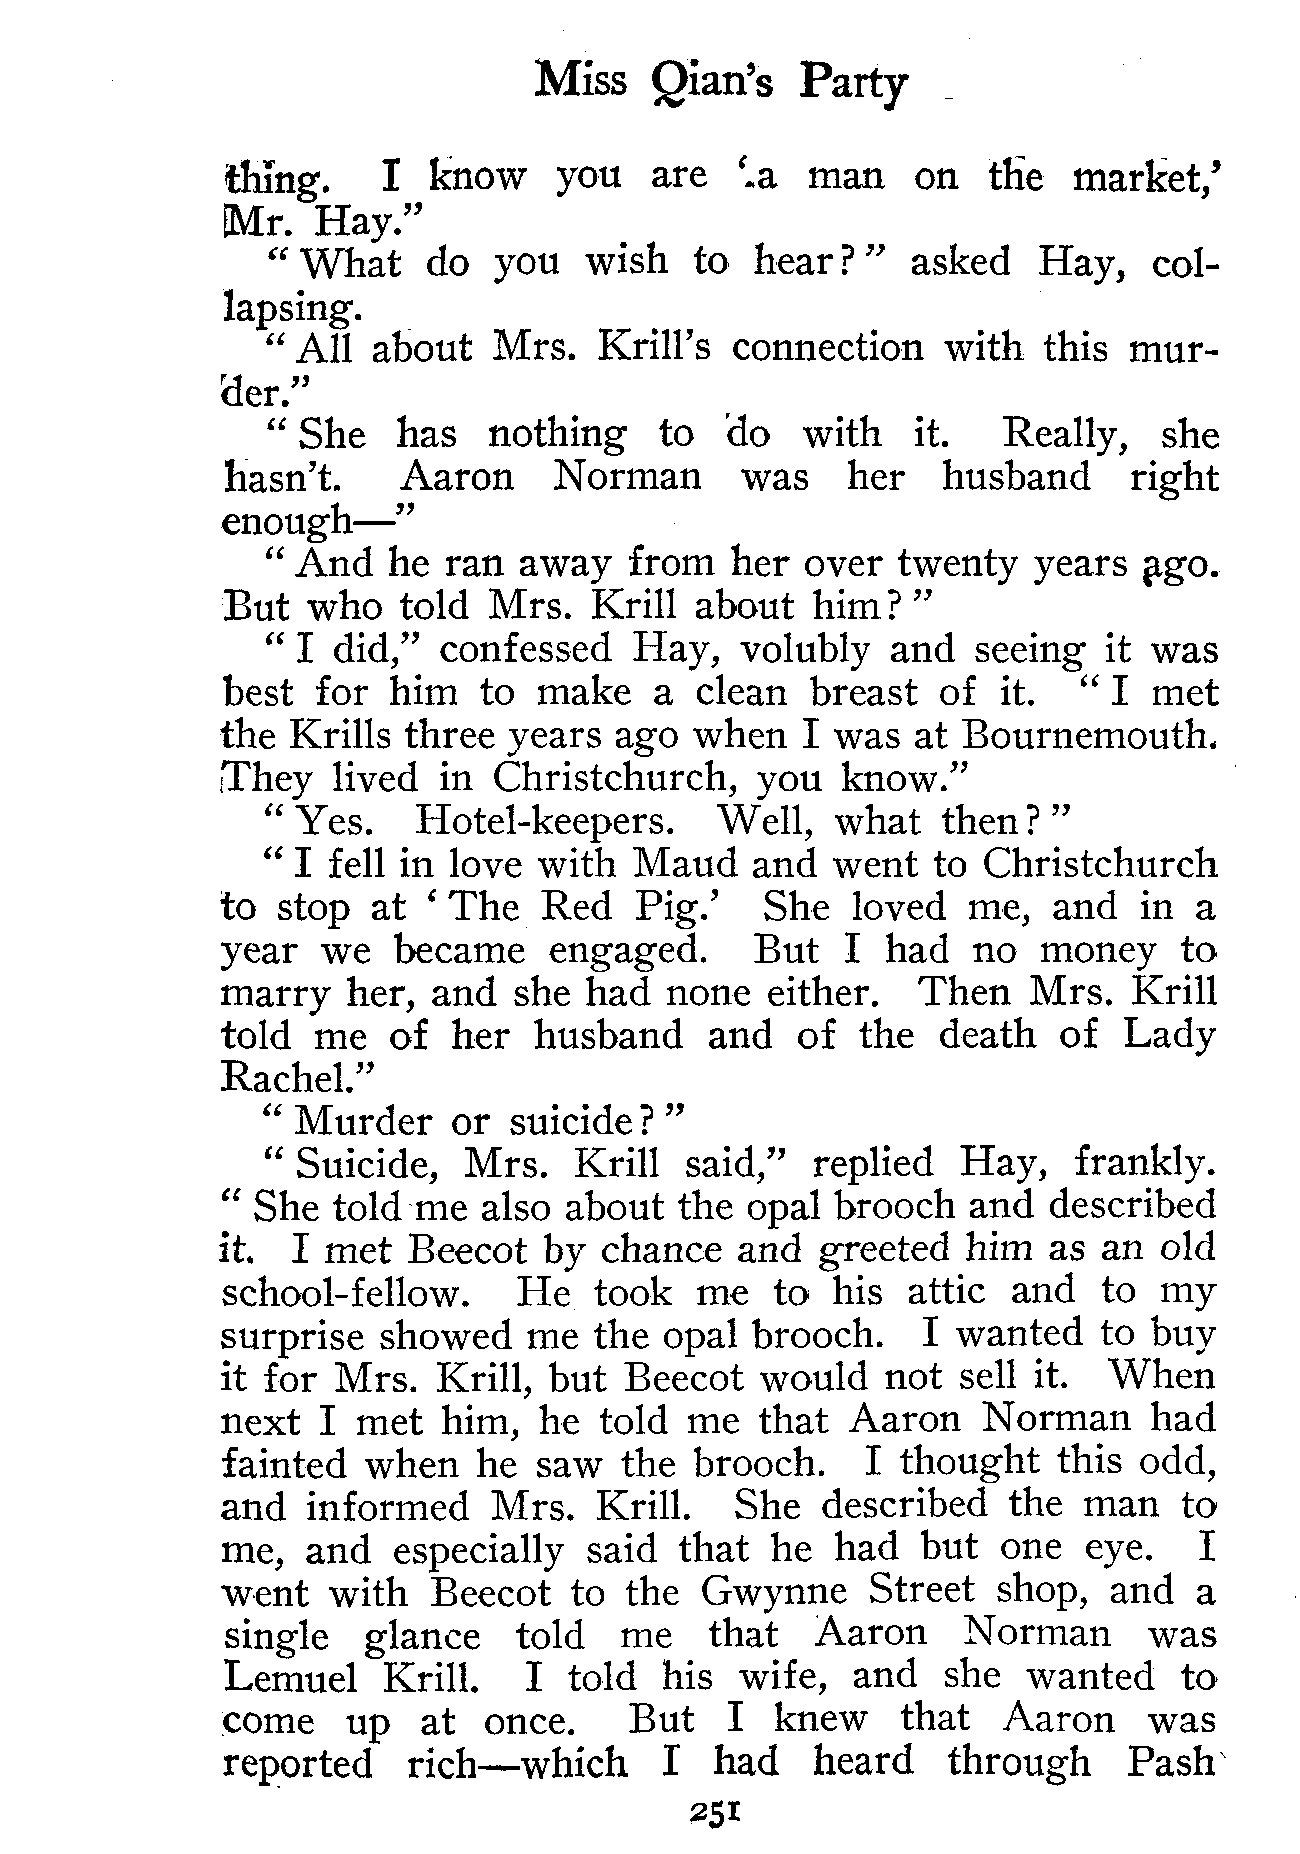 Miss Qian's Party
thing. I know you are 'a man on the market,'
Mr. Hay."
"What do you wish to hear?" asked Hay, col-
lapsing.
"All about Mrs. Krill's connection with this mur-
der."
"She has nothing to do with it. Really, she
hasn't. Aaron Norman was her husband right
enough—"
"And he ran away from her over twenty years ago.
But who told Mrs. Krill about him?"
"I did," confessed Hay, volubly and seeing it was
best for him to make a clean breast of it. "I met
the Krills three years ago when I was at Bournemouth.
They lived in Christchurch, you know."
"Yes. Hotel-keepers. Well, what then?"
"I fell in love with Maud and went to Christchurch
to stop at 'The Red Pig.' She loved me, and in a
year we became engaged. But I had no money to
marry her, and she had none either. Then Mrs. Krill
told me of her husband and of the death of Lady
Rachel."
"Murder or suicide?"
"Suicide, Mrs. Krill said," replied Hay, frankly.
"She told me also about the opal brooch and described
it. I met Beecot by chance and greeted him as an old
school-fellow. He took me to his attic and to my
surprise showed me the opal brooch. I wanted to buy
it for Mrs. Krill, but Beecot would not sell it. When
next I met him, he told me that Aaron Norman had
fainted when he saw the brooch. I thought this odd,
and informed Mrs. Krill. She described the man to
me, and especially said that he had but one eye. I
went with Beecot to the Gwynne Street shop, and a
single glance told me that Aaron Norman was
Lemuel Krill. I told his wife, and she wanted to
come up at once. But I knew that Aaron was
reported rich—which I had heard through Pash
251